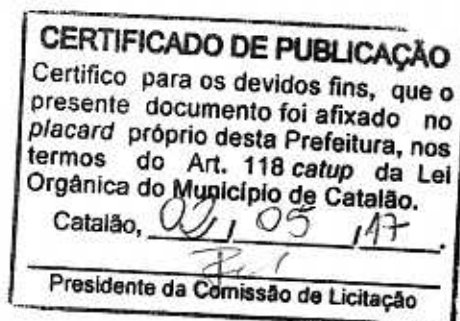 CERTIFICADO DE PUBLICAÇÃO
Certifico para os devidos fins, que o
presente documento foi afixado no
placard próprio desta Prefeitura, nos
termos do Art. 118 catup da Lei
Orgânica do Município de Catalão.
Catalão, 02 / 05 / 17.
Presidente da Comissão de Licitação